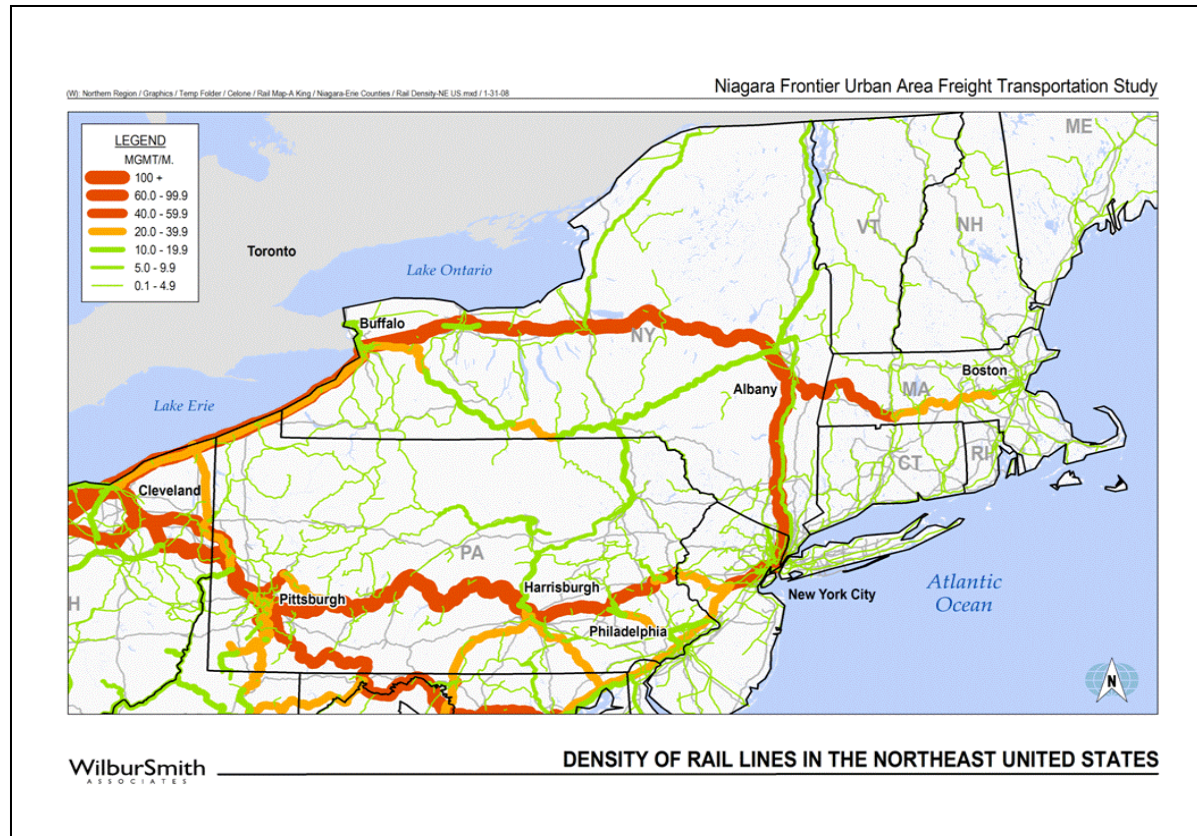 (W): Northern Region / Graphics / Temp Folder / Celone / Rail Map-A King / Niagara-Erie Counties / Rail Density-NE US.mxd / 1-31-08
Niagara Frontier Urban Area Freight Transportation Study
LEGEND
MGMT/M.
100 +
60.0 - 99.9
40.0 - 59.9
20.0 - 39.9
10.0 - 19.9
5.0 - 9.9
0.1 - 4.9
ME
VT
NH
Toronto
Lake Ontario
Buffalo
NY
Boston
Albany
MA
Lake Erie
CT
RI
Cleveland
PA
Harrisburgh
Pittsburgh
New York City
Atlantic
Ocean
H
Philadelphia
N
WilburSmith
ASSOCIATES
DENSITY OF RAIL LINES IN THE NORTHEAST UNITED STATES